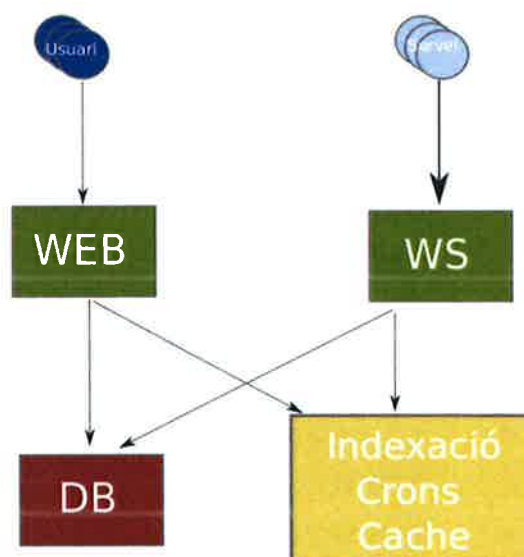 Usuari
Servei
WEB
WS
DB
Indexació
Crons
Cache